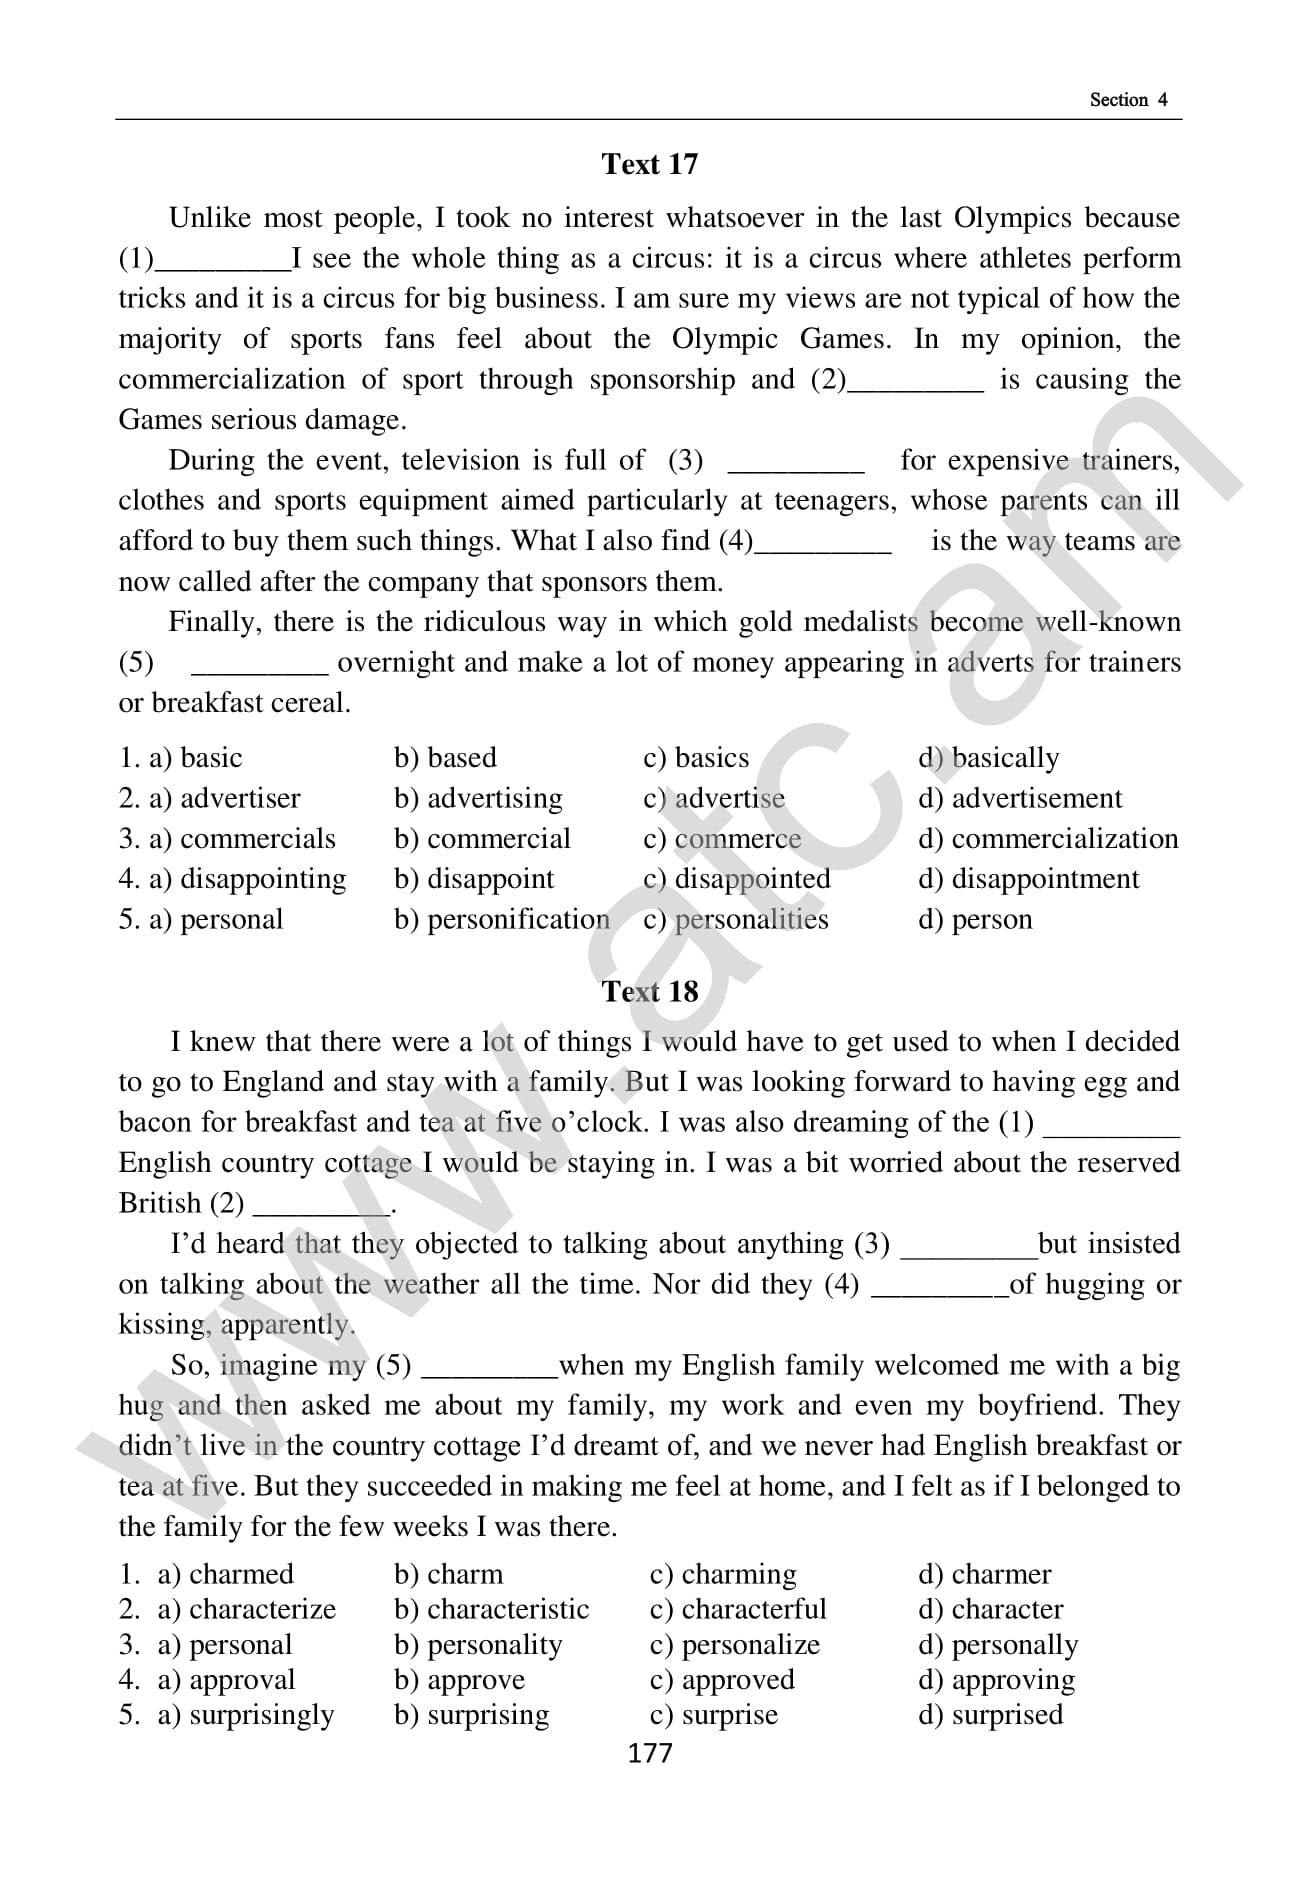 Section 4
Text 17
Unlike most people, I took no interest whatsoever in the last Olympics because
(1)_________I see the whole thing as a circus: it is a circus where athletes perform
tricks and it is a circus for big business. I am sure my views are not typical of how the
majority of sports fans feel about the Olympic Games. In my opinion, the
commercialization of sport through sponsorship and (2)_________ is causing the
Games serious damage.
During the event, television is full of (3) _________ for expensive trainers,
clothes and sports equipment aimed particularly at teenagers, whose parents can ill
afford to buy them such things. What I also find (4)_________ is the way teams are
now called after the company that sponsors them.
Finally, there is the ridiculous way in which gold medalists become well-known
(5) _________ overnight and make a lot of money appearing in adverts for trainers
or breakfast cereal.
1. a) basic b) based c) basics d) basically
2. a) advertiser b) advertising c) advertise d) advertisement
3. a) commercials b) commercial c) commerce d) commercialization
4. a) disappointing b) disappoint c) disappointed d) disappointment
5. a) personal b) personification c) personalities d) person
Text 18
I knew that there were a lot of things I would have to get used to when I decided
to go to England and stay with a family. But I was looking forward to having egg and
bacon for breakfast and tea at five o’clock. I was also dreaming of the (1) _________
English country cottage I would be staying in. I was a bit worried about the reserved
British (2) _________.
I’d heard that they objected to talking about anything (3) _________but insisted
on talking about the weather all the time. Nor did they (4) _________of hugging or
kissing, apparently.
So, imagine my (5) _________when my English family welcomed me with a big
hug and then asked me about my family, my work and even my boyfriend. They
didn’t live in the country cottage I’d dreamt of, and we never had English breakfast or
tea at five. But they succeeded in making me feel at home, and I felt as if I belonged to
the family for the few weeks I was there.
1. a) charmed b) charm c) charming d) charmer
2. a) characterize b) characteristic c) characterful d) character
3. a) personal b) personality c) personalize d) personally
4. a) approval b) approve c) approved d) approving
5. a) surprisingly b) surprising c) surprise d) surprised
177
www.atc.am